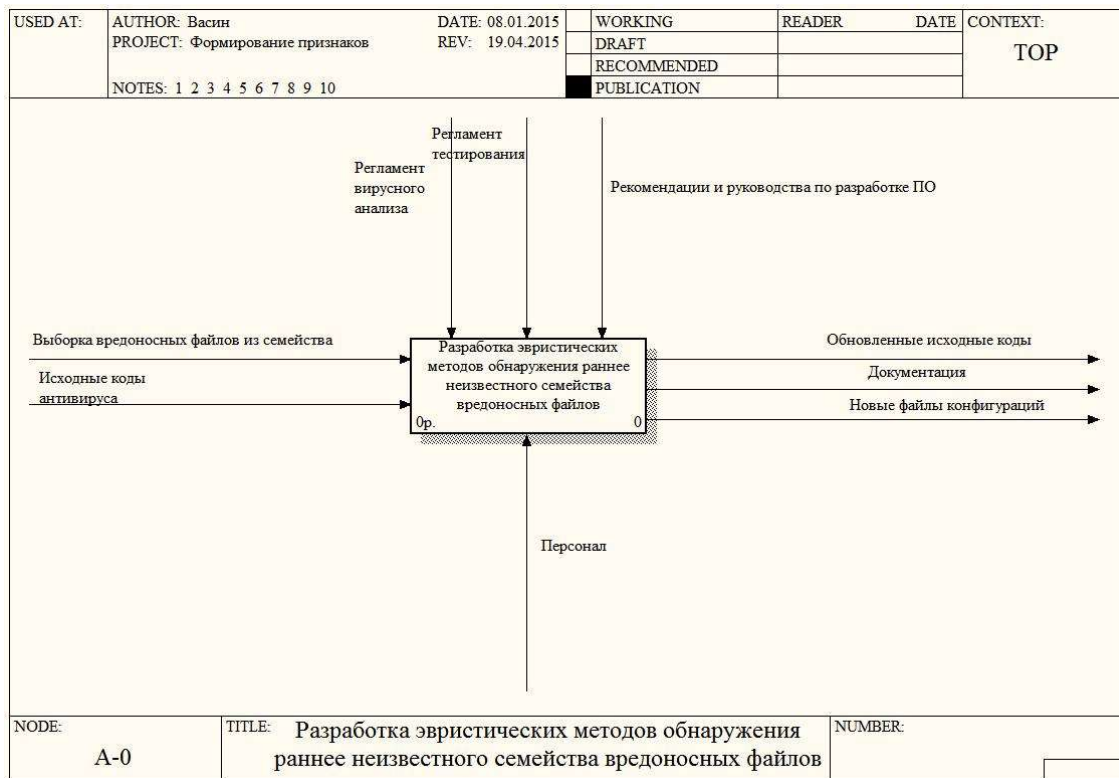 USED AT:
AUTHOR: Васин
DATE: 08.01.2015
PROJECT: Формирование признаков
REV: 19.04.2015
NOTES: 1 2 3 4 5 6 7 8 9 10
WORKING
DRAFT
RECOMMENDED
PUBLICATION
READER DATE
CONTEXT:
TOP
Регламент
тестирования
Регламент
вирусного
анализа
Рекомендации и руководства по разработке ПО
Выборка вредоносных файлов из семейства
Исходные коды
антивируса
Разработка эвристических
методов обнаружения раннее
неизвестного семейства
вредоносных файлов
0р.
0
Обновленные исходные коды
Документация
Новые файлы конфигураций
Персонал
NODE:
A-0
TITLE:
Разработка эвристических методов обнаружения
раннее неизвестного семейства вредоносных файлов
NUMBER: